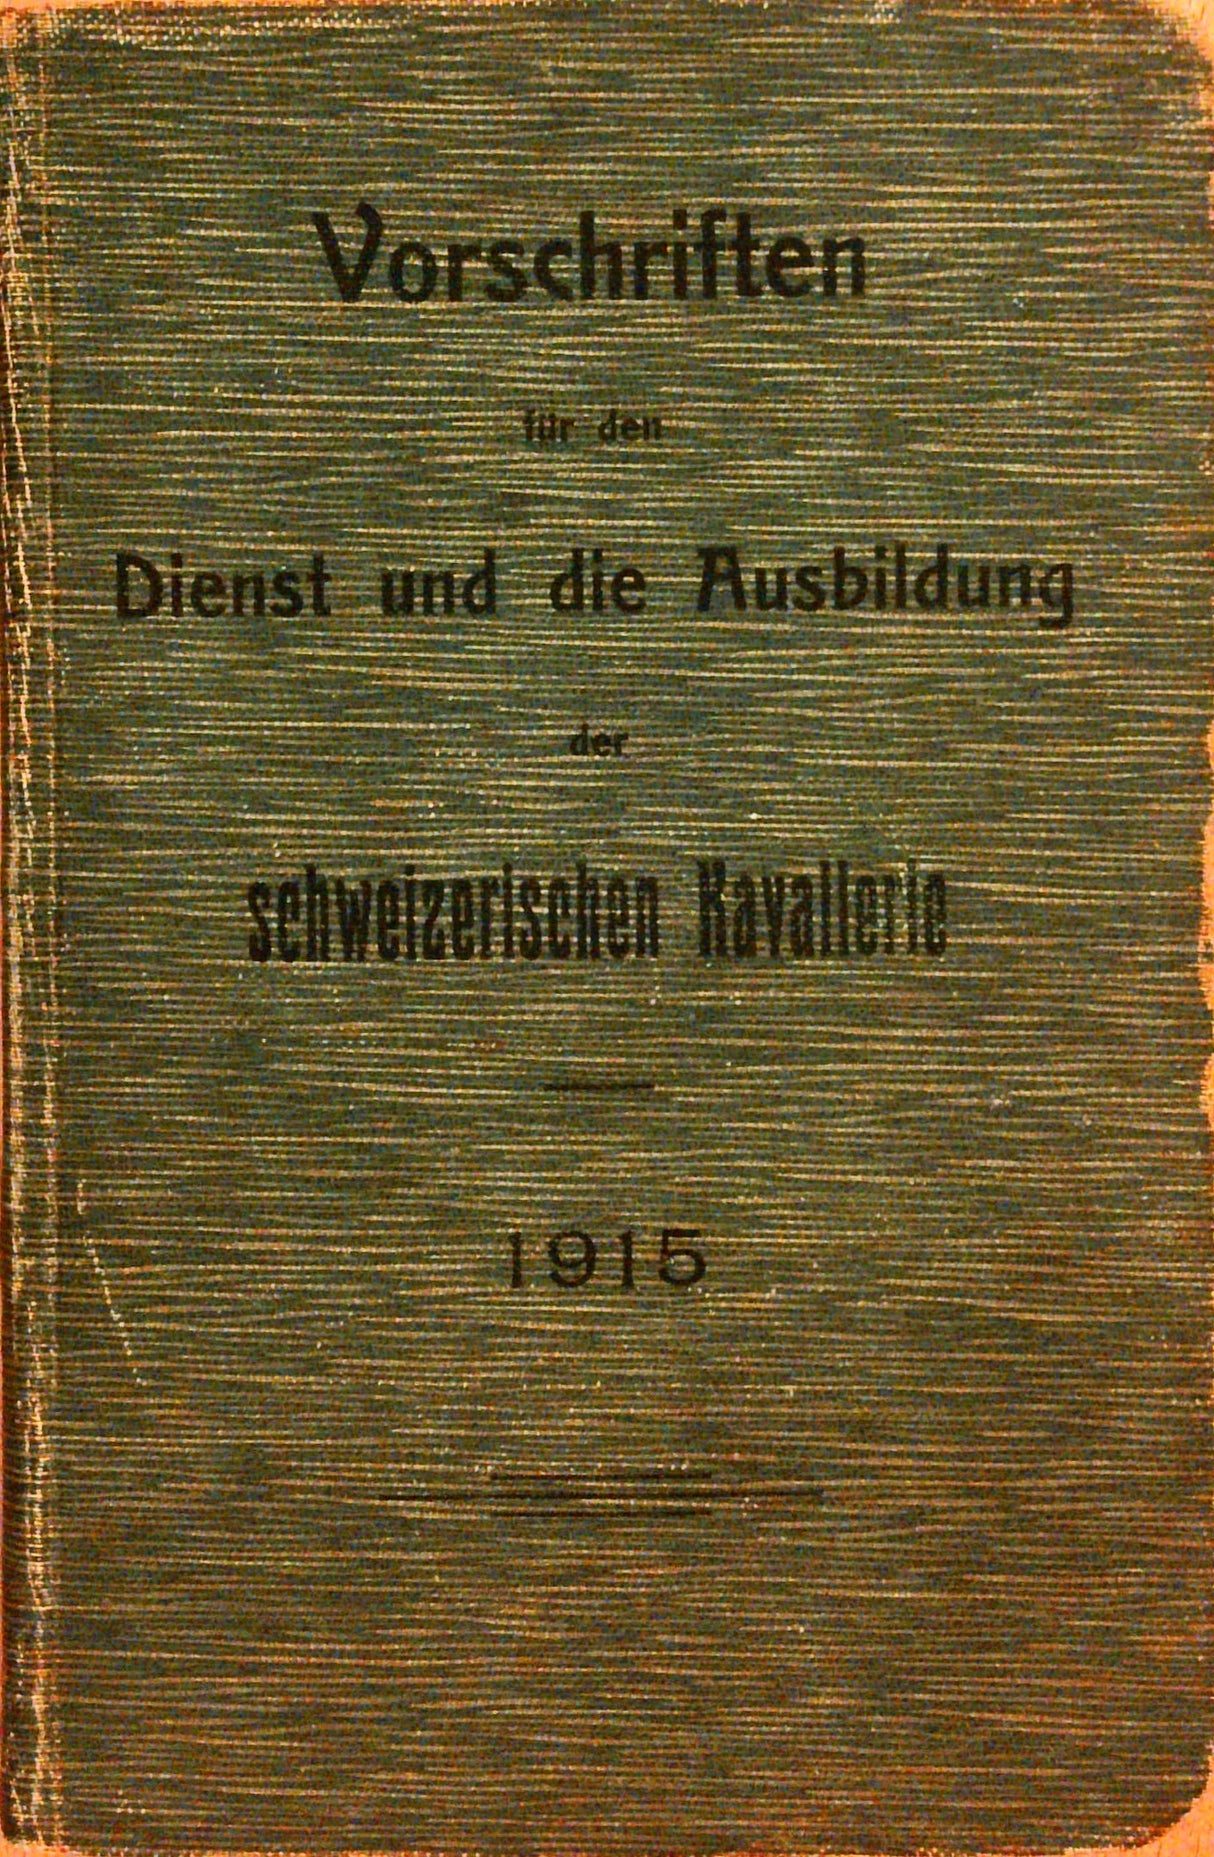 Vorschriften
für den
Dienst und die Ausbildung
der
schweizerischen Kavallerie
1915